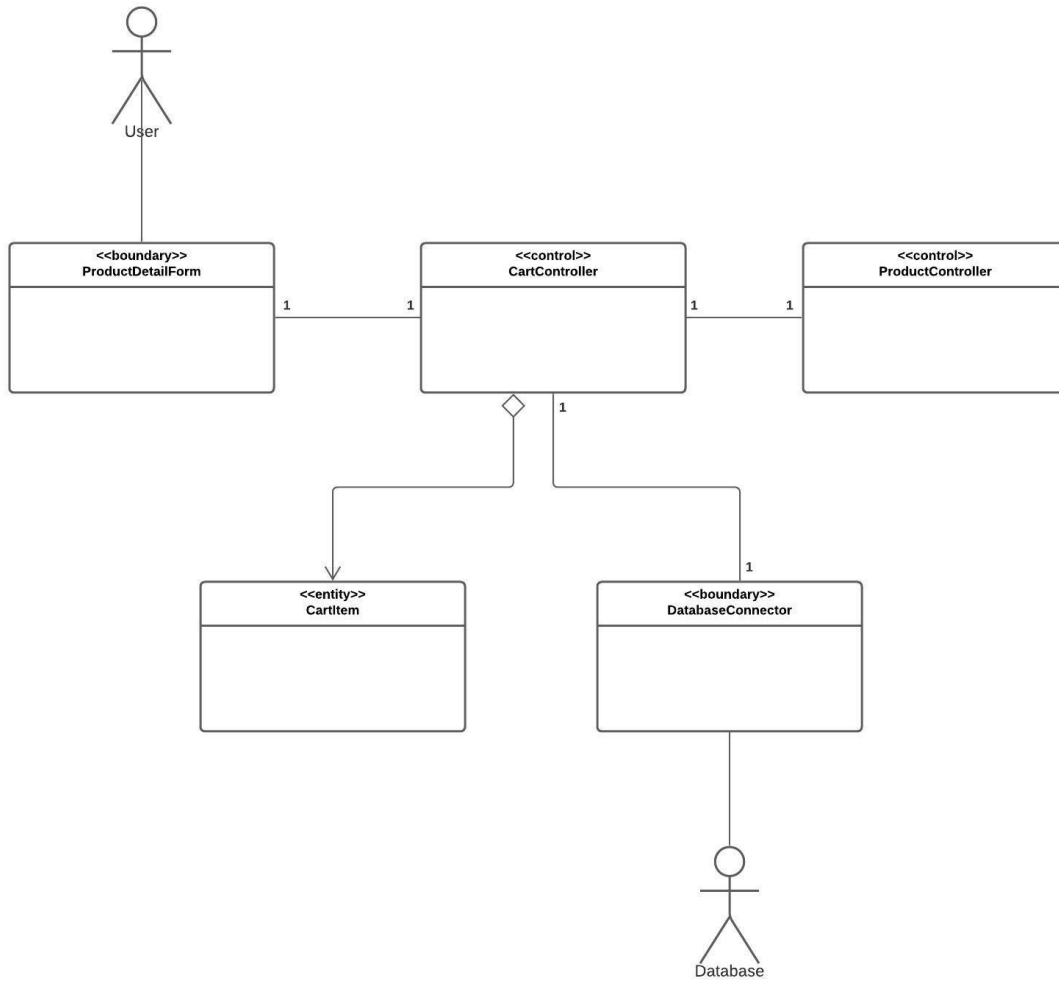 User
<<boundary>>
ProductDetailForm
<<control>>
CartController
<<control>>
ProductController
1
1
1
1
1
<<entity>>
CartItem
1
<<boundary>>
DatabaseConnector
Database